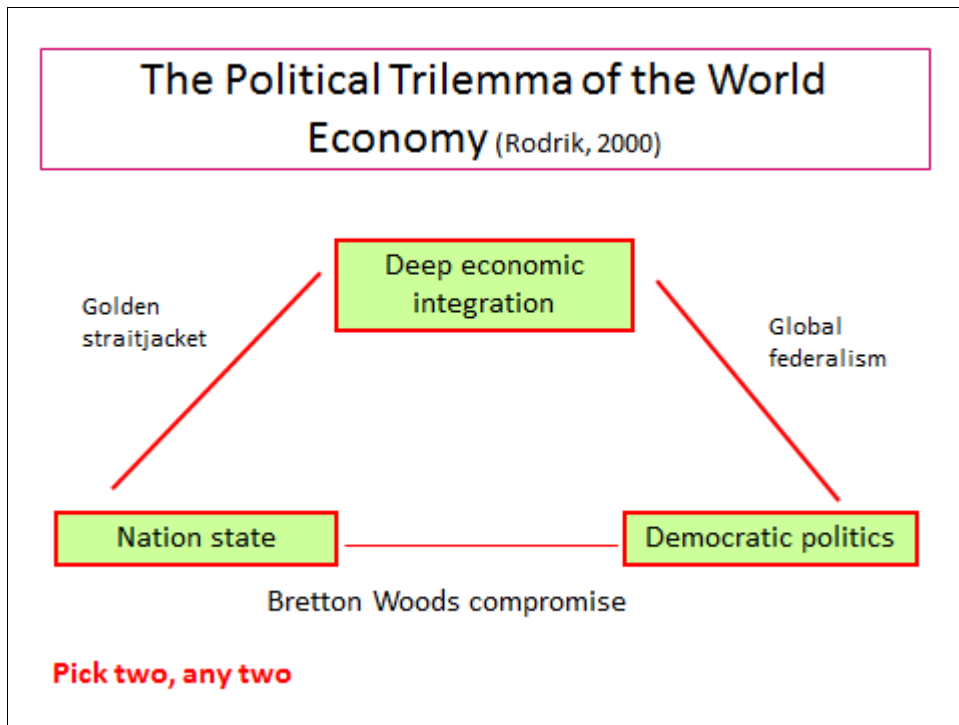 The Political Trilemma of the World
Economy (Rodrik, 2000)
Deep economic
integration
Golden
straitjacket
Global
federalism
Nation state
Democratic politics
Bretton Woods compromise
Pick two, any two